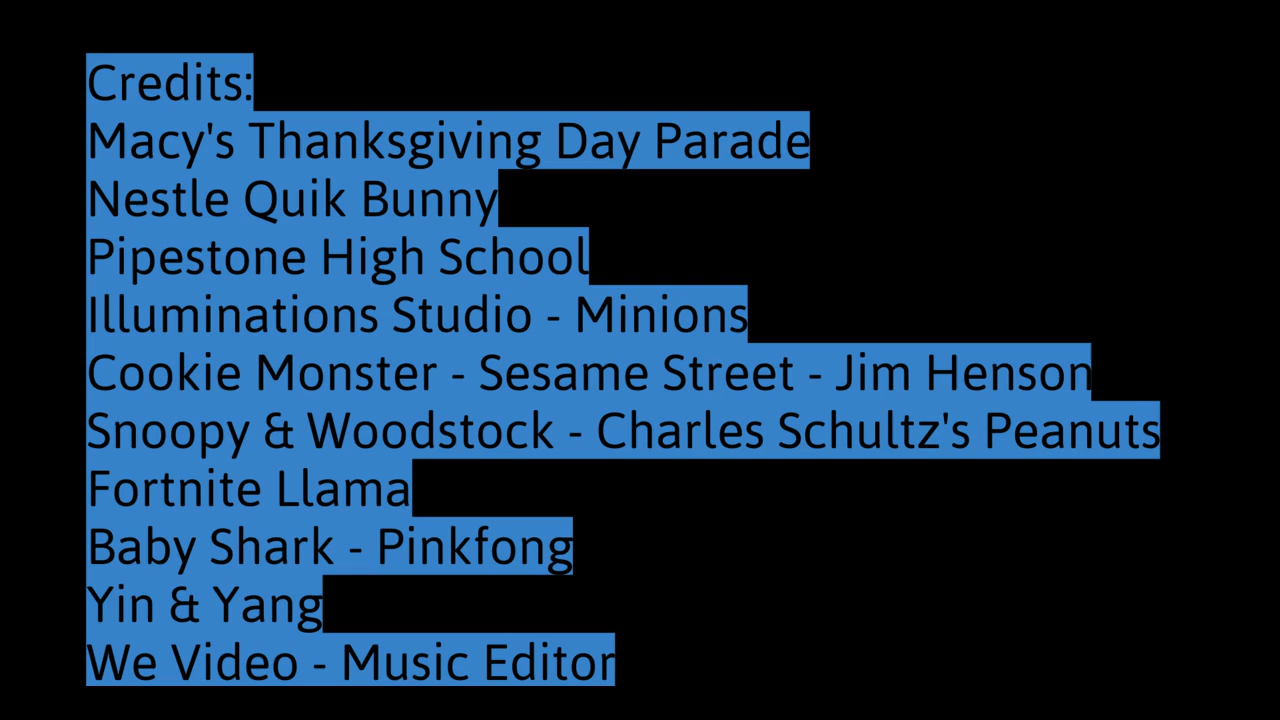 Credits:
Macy's Thanksgiving Day Parade
Nestle Quik Bunny
Pipestone High School
Illuminations Studio - Minions
Cookie Monster - Sesame Street - Jim Henson
Snoopy & Woodstock - Charles Schultz's Peanuts
Fortnite Llama
Baby Shark - Pinkfong
Yin & Yang
We Video - Music Editor